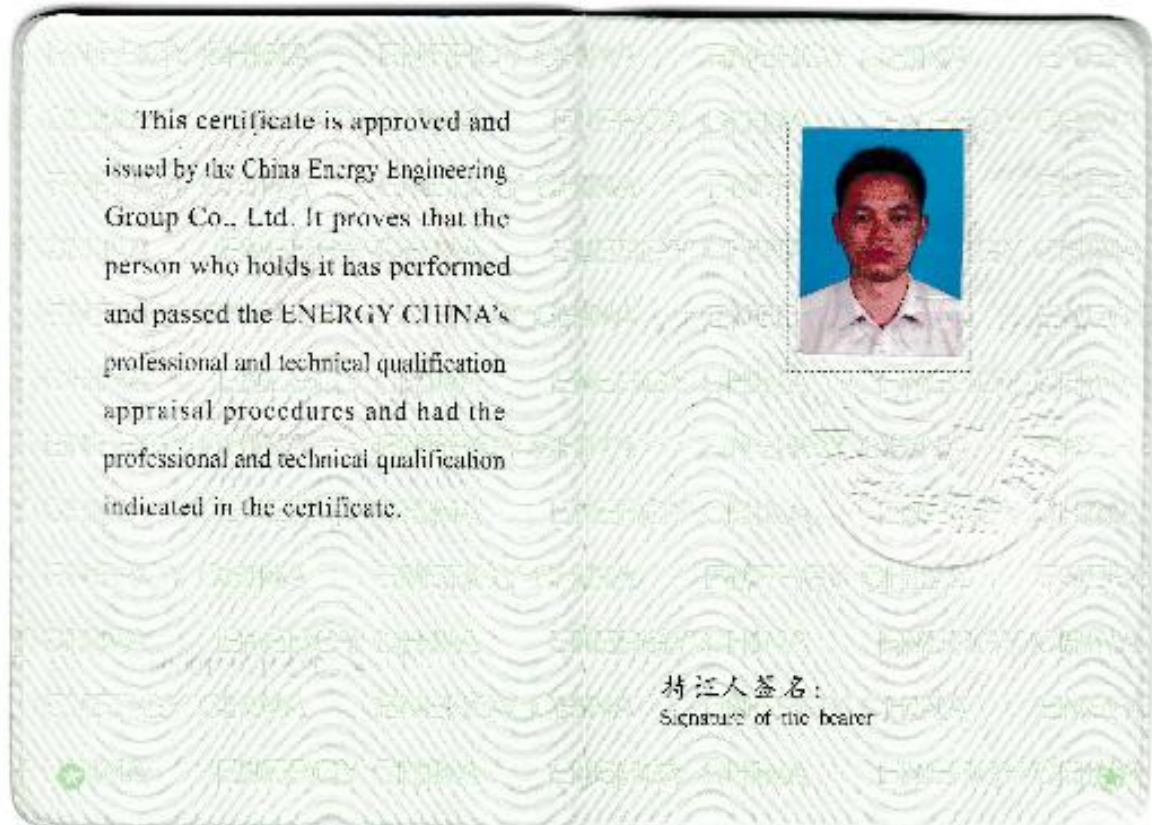 This certificate is approved and
issued by the China Energy Engineering
Group Co., Ltd. It proves that the
person who holds it has performed
and passed the ENERGY CHINA's
professional and technical qualification
appraisal procedures and had the
professional and technical qualification
indicated in the certificate.
持证人签名:
Signature of the bearer